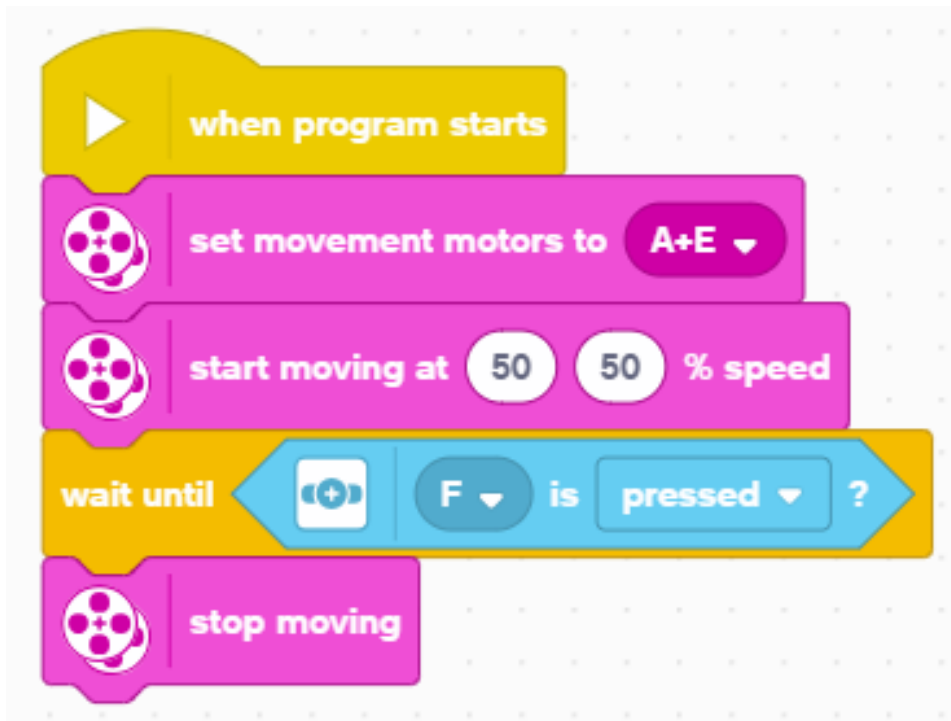 when program starts
set movement motors to A+E
start moving at 50 50 % speed
wait until F is pressed ?
stop moving